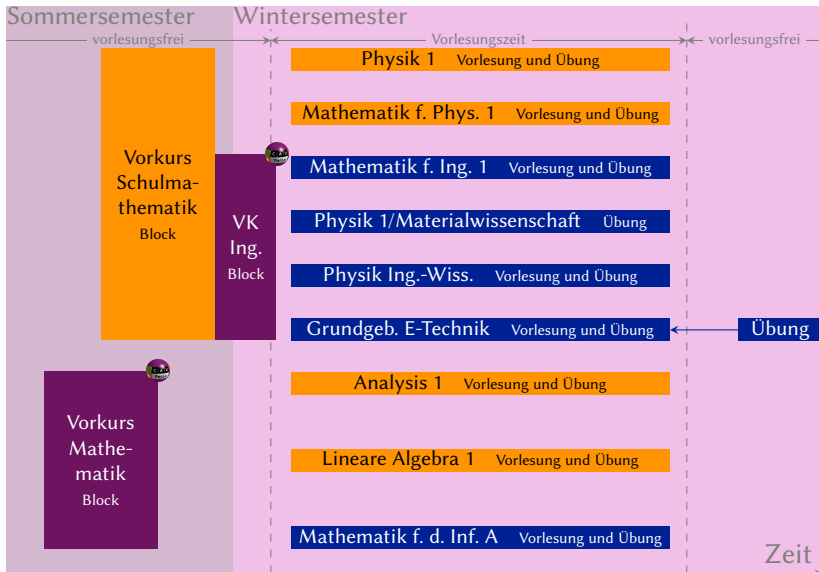 Sommersemester
Wintersemester
vorlesungsfrei
Vorlesungszeit
vorlesungsfrei
Physik 1 Vorlesung und Übung
Mathematik f. Phys. 1 Vorlesung und Übung
Vorkurs
Schulma-
thematik
Block
Mathematik f. Ing. 1 Vorlesung und Übung
VK
Ing.
Block
Physik 1/Materialwissenschaft Übung
Physik Ing.-Wiss. Vorlesung und Übung
Grundgeb. E-Technik Vorlesung und Übung
Übung
Vorkurs
Mathe-
matik
Block
Analysis 1 Vorlesung und Übung
Lineare Algebra 1 Vorlesung und Übung
Mathematik f. d. Inf. A Vorlesung und Übung
Zeit